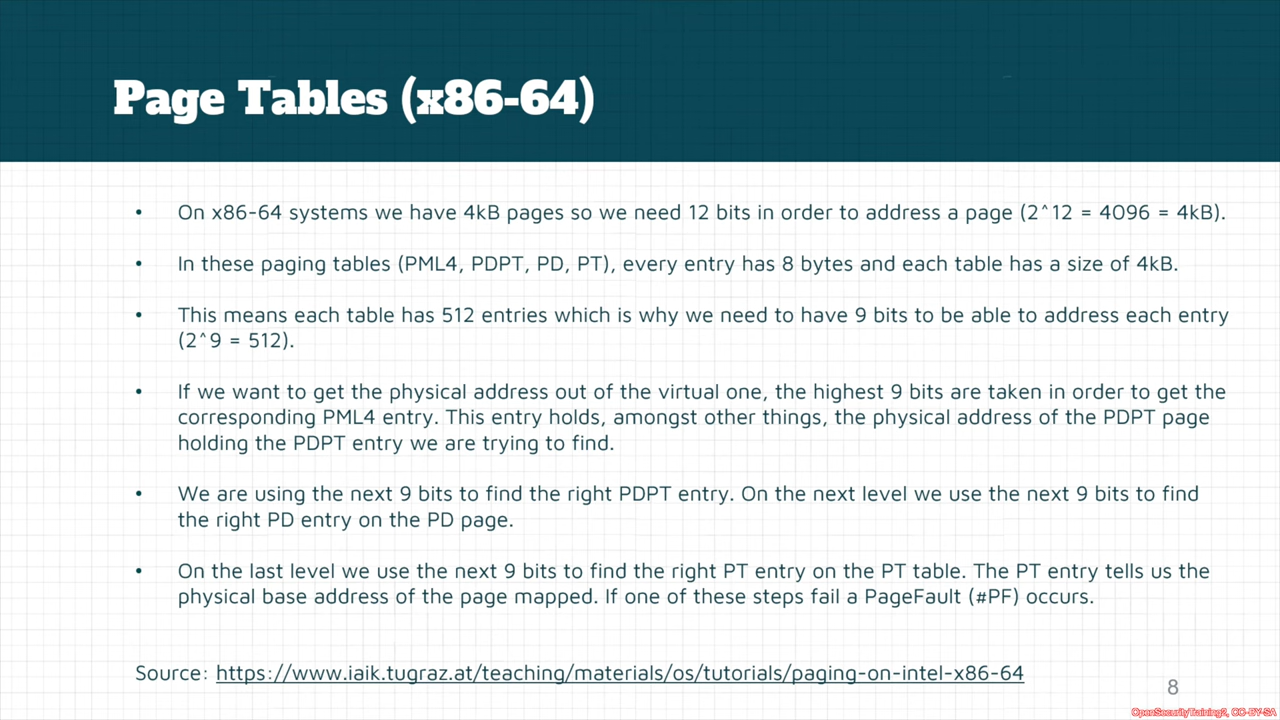 Page Tables (x86-64)
• On x86-64 systems we have 4kB pages so we need 12 bits in order to address a page (2^12 = 4096 = 4kB).
• In these paging tables (PML4, PDPT, PD, PT), every entry has 8 bytes and each table has a size of 4kB.
• This means each table has 512 entries which is why we need to have 9 bits to be able to address each entry
(2^9 = 512).
• If we want to get the physical address out of the virtual one, the highest 9 bits are taken in order to get the
corresponding PML4 entry. This entry holds, amongst other things, the physical address of the PDPT page
holding the PDPT entry we are trying to find.
• We are using the next 9 bits to find the right PDPT entry. On the next level we use the next 9 bits to find
the right PD entry on the PD page.
• On the last level we use the next 9 bits to find the right PT entry on the PT table. The PT entry tells us the
physical base address of the page mapped. If one of these steps fail a PageFault (#PF) occurs.
Source: https://www.iaik.tugraz.at/teaching/materials/os/tutorials/paging-on-intel-x86-64
8
OpenSecurityTraining2, CC-BY-SA